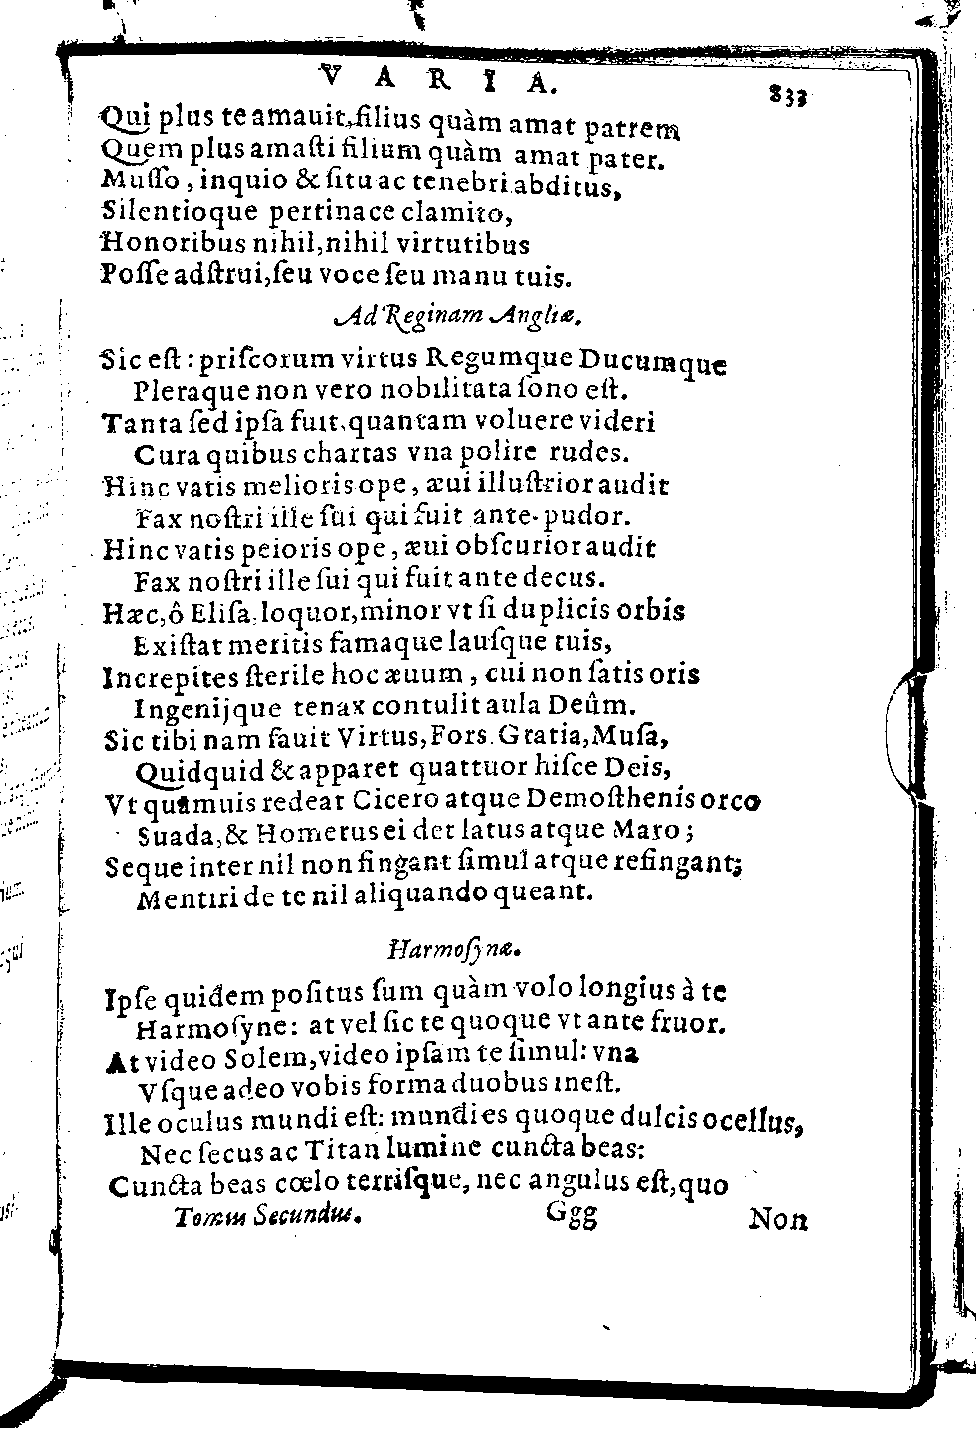 VARIA. 833
Qui plus te amauit, filius quàm amat patrem
Quem plus amaſti filium quàm amat pater.
Muſſo, inquio & ſitu ac tenebris abditus,
Silentioque pertinace clamito,
Honoribus nihil, nihil virtutibus
Poſſe adſtrui, ſeu voce ſeu manu tuis.
Ad Reginam Angliæ.
Sic eſt: priſcorum virtus Regumque Ducumque
Pleraque non vero nobilitata ſono eſt.
Tanta ſed ipſa fuit, quantam voluere videri
Cura quibus chartas vna polire rudes.
Hinc vatis melioris ope, æui illuſtrior audit
Fax noſtri ille ſui qui fuit ante pudor.
Hinc vatis peioris ope, æui obſcurior audit
Fax noſtri ille ſui qui fuit ante decus.
Hæc, ô Eliſa, loquor, minor vt ſi duplicis orbis
Exiſtat meritis famaque lauſque tuis,
Increpites ſterile hoc æuum, cui non ſatis oris
Ingenijque tenax contulit aula Deûm.
Sic tibi nam fauit Virtus, Fors. Gratia, Muſa,
Quidquid & apparet quattuor hiſce Deis,
Vt quamuis redeat Cicero atque Demoſthenis orco
Suada, & Homerus ei det latus atque Maro;
Seque inter nil non fingant ſimul atque refingant;
Mentiri de te nil aliquando queant.
Harmoſynæ.
Ipſe quidem poſitus ſum quàm volo longius à te
Harmoſyne: at vel ſic te quoque vt ante fruor.
At video Solem, video ipſam te ſimul: vna
Vſque adeo vobis forma duobus ineſt.
Ille oculus mundi eſt: mundi es quoque dulcis ocellus,
Nec ſecus ac Titan lumine cuncta beas:
Cuncta beas cœlo terriſque, nec angulus eſt, quo
Tomus Secundus. Ggg Non